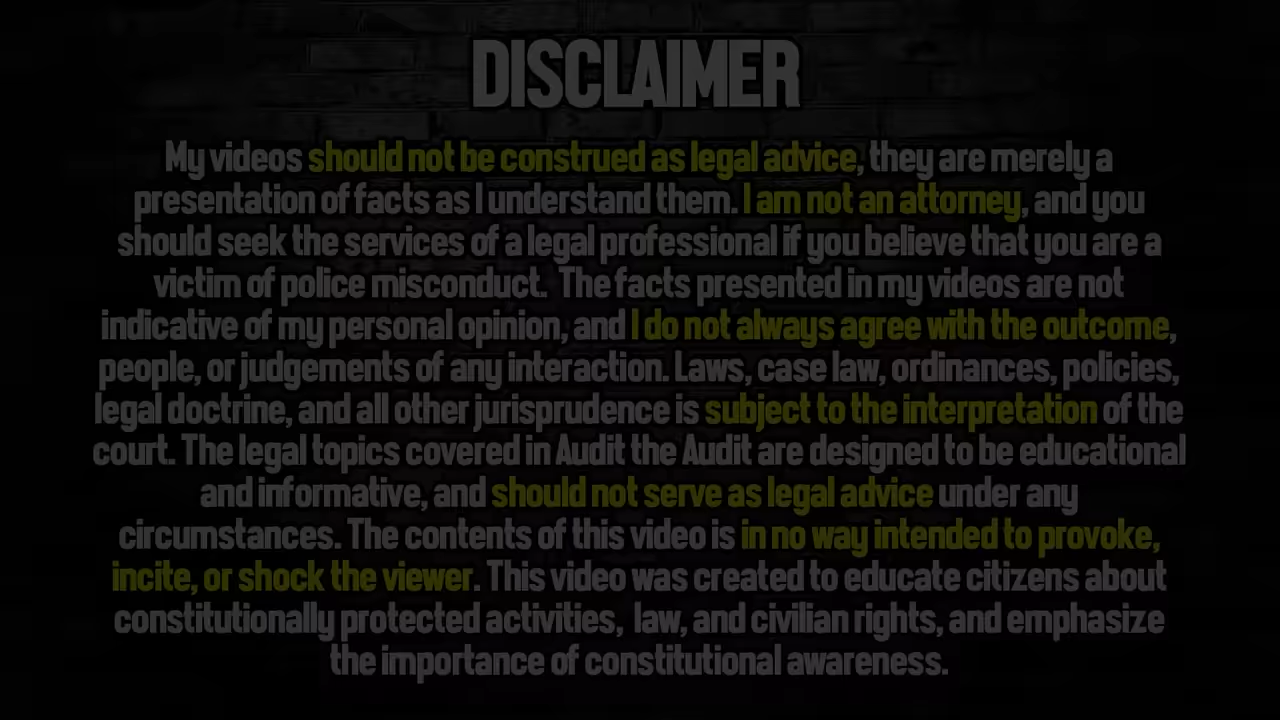 DISCLAIMER
My videos should not be construed as legal advice, they are merely a
presentation of facts as I understand them. I am not an attorney, and you
should seek the services of a legal professional if you believe that you are a
victim of police misconduct. The facts presented in my videos are not
indicative of my personal opinion, and I do not always agree with the outcome,
people, or judgements of any interaction. Laws, case law, ordinances, policies,
legal doctrine, and all other jurisprudence is subject to the interpretation of the
court. The legal topics covered in Audit the Audit are designed to be educational
and informative, and should not serve as legal advice under any
circumstances. The contents of this video is in no way intended to provoke,
incite, or shock the viewer. This video was created to educate citizens about
constitutionally protected activities, law, and civilian rights, and emphasize
the importance of constitutional awareness.